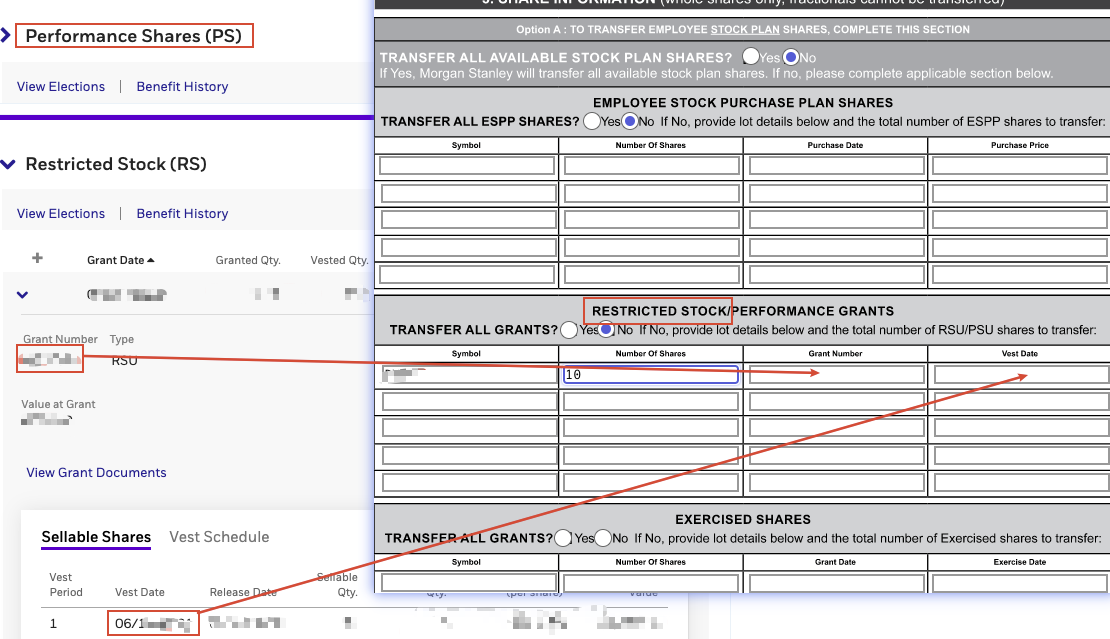 Performance Shares (PS)
View Elections | Benefit History
Restricted Stock (RS)
View Elections | Benefit History
Grant Date Granted Qty. Vested Qty.
Grant Number Type
RSU
Value at Grant
View Grant Documents
Sellable Shares Vest Schedule
Vest Period Vest Date Release Date Sellable Qty. Qty. (per share) Value
1 06/1
SHARE INFORMATION (whole shares only, fractionals cannot be transferred)
Option A : TO TRANSFER EMPLOYEE STOCK PLAN SHARES, COMPLETE THIS SECTION
TRANSFER ALL AVAILABLE STOCK PLAN SHARES? Yes No
If Yes, Morgan Stanley will transfer all available stock plan shares. If no, please complete applicable section below.
EMPLOYEE STOCK PURCHASE PLAN SHARES
TRANSFER ALL ESPP SHARES? Yes No If No, provide lot details below and the total number of ESPP shares to transfer:
Symbol Number Of Shares Purchase Date Purchase Price
RESTRICTED STOCK/PERFORMANCE GRANTS
TRANSFER ALL GRANTS? Yes No If No, provide lot details below and the total number of RSU/PSU shares to transfer:
Symbol Number Of Shares Grant Number Vest Date
10
EXERCISED SHARES
TRANSFER ALL GRANTS? Yes No If No, provide lot details below and the total number of Exercised shares to transfer:
Symbol Number Of Shares Grant Date Exercise Date